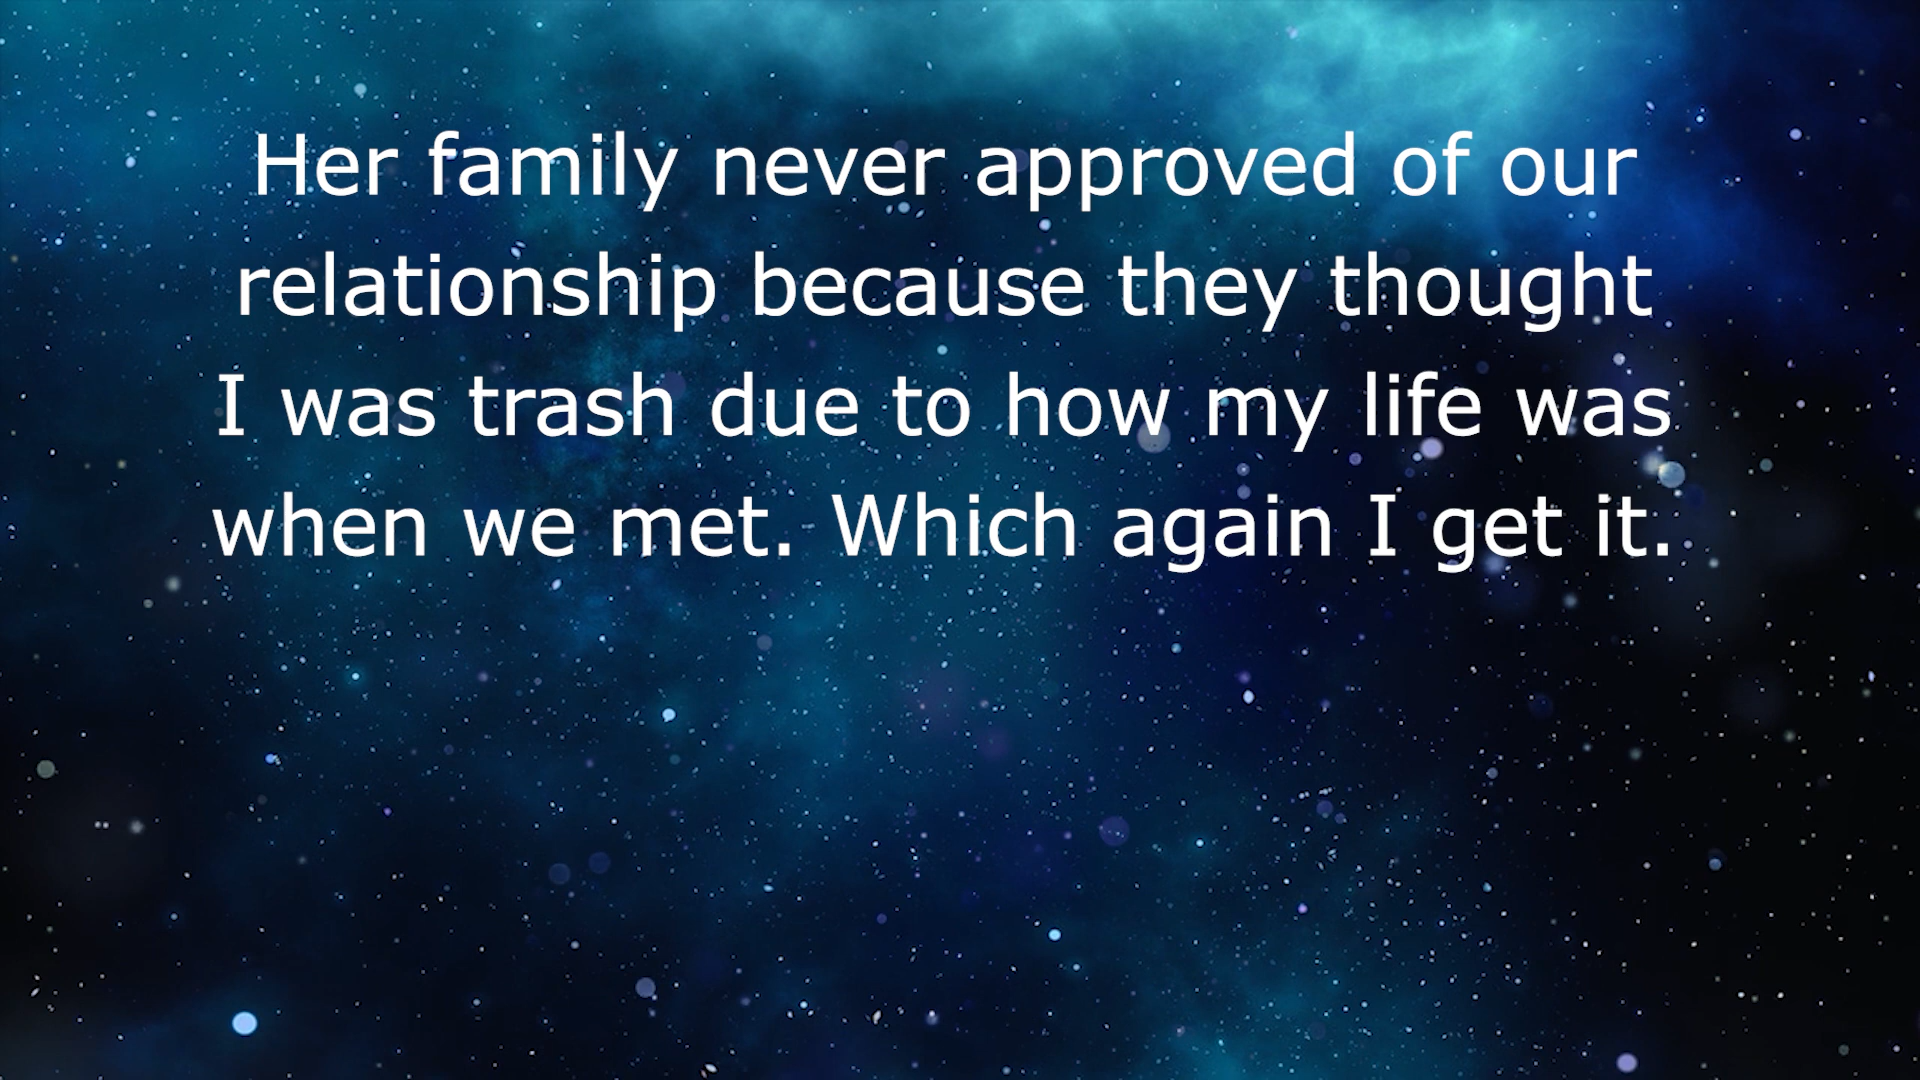 Her family never approved of our
relationship because they thought
I was trash due to how my life was
when we met. Which again I get it.